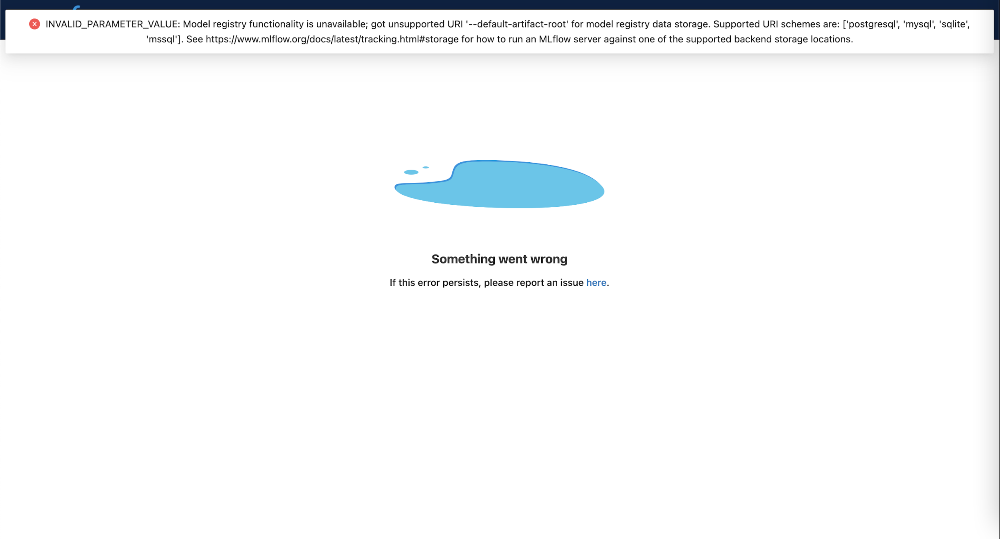 INVALID_PARAMETER_VALUE: Model registry functionality is unavailable; got unsupported URI '--default-artifact-root' for model registry data storage. Supported URI schemes are: ['postgresql', 'mysql', 'sqlite',
'mssql']. See https://www.mlflow.org/docs/latest/tracking.html#storage for how to run an MLflow server against one of the supported backend storage locations.
Something went wrong
If this error persists, please report an issue here.